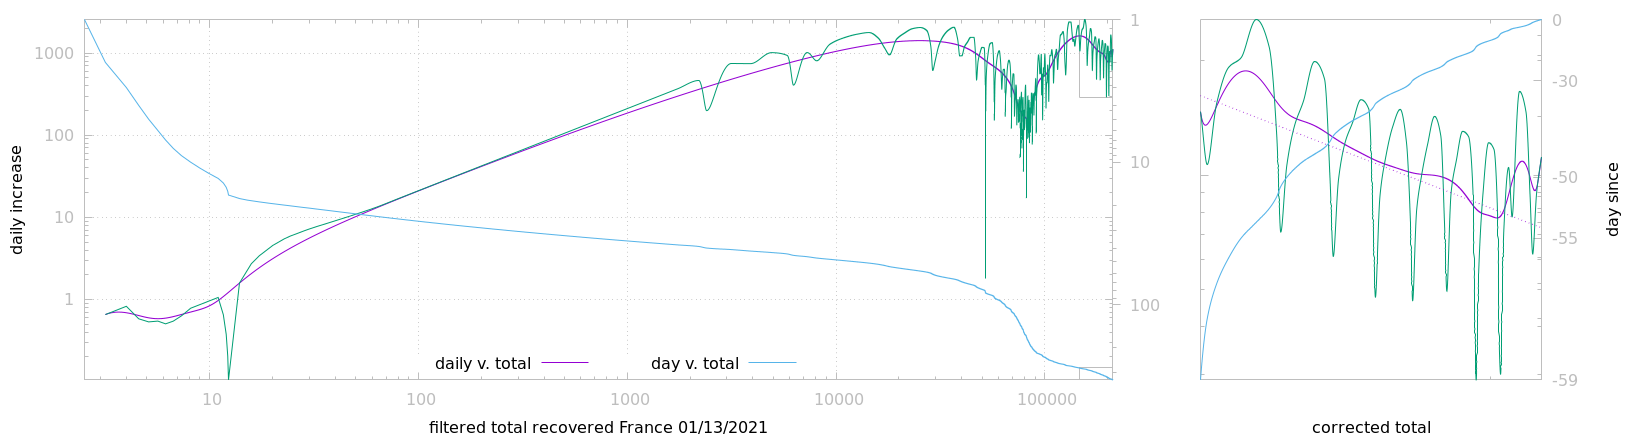 1000
100
10
1
daily increase
10
100
1000
10000
100000
1
10
100
daily v. total
day v. total
filtered total recovered France 01/13/2021
0
-30
-50
-55
-59
day since
corrected total